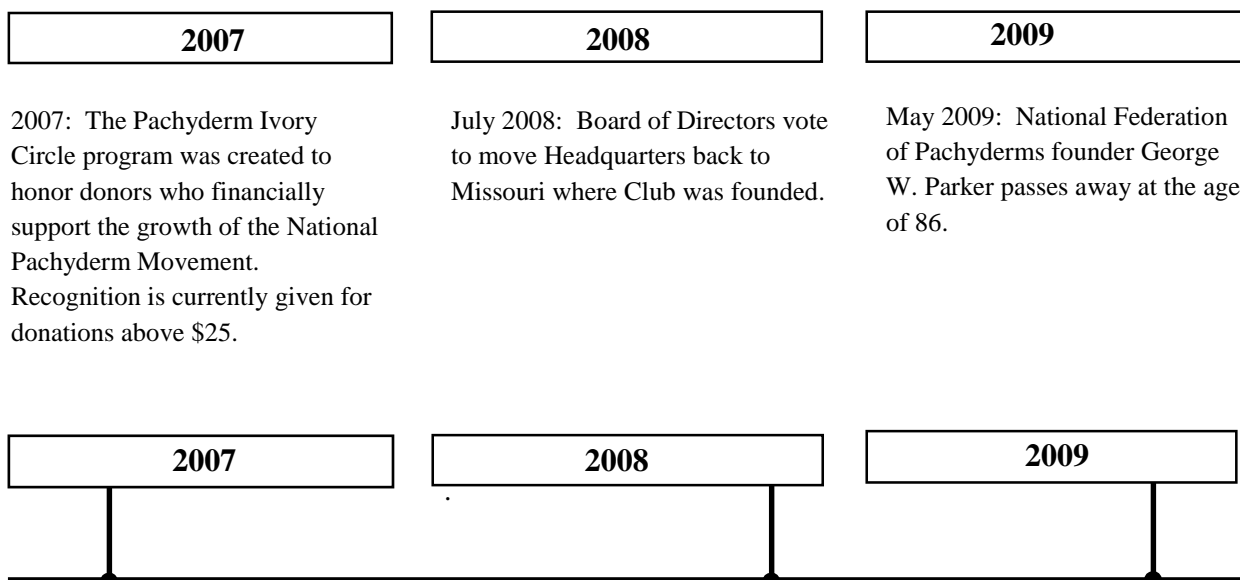 2007
2008
2009
2007:  The Pachyderm Ivory
Circle program was created to
honor donors who financially
support the growth of the National
Pachyderm Movement.
Recognition is currently given for
donations above $25.
July 2008:  Board of Directors vote
to move Headquarters back to
Missouri where Club was founded.
May 2009:  National Federation
of Pachyderms founder George
W. Parker passes away at the age
of 86.
2007
2008
2009
.